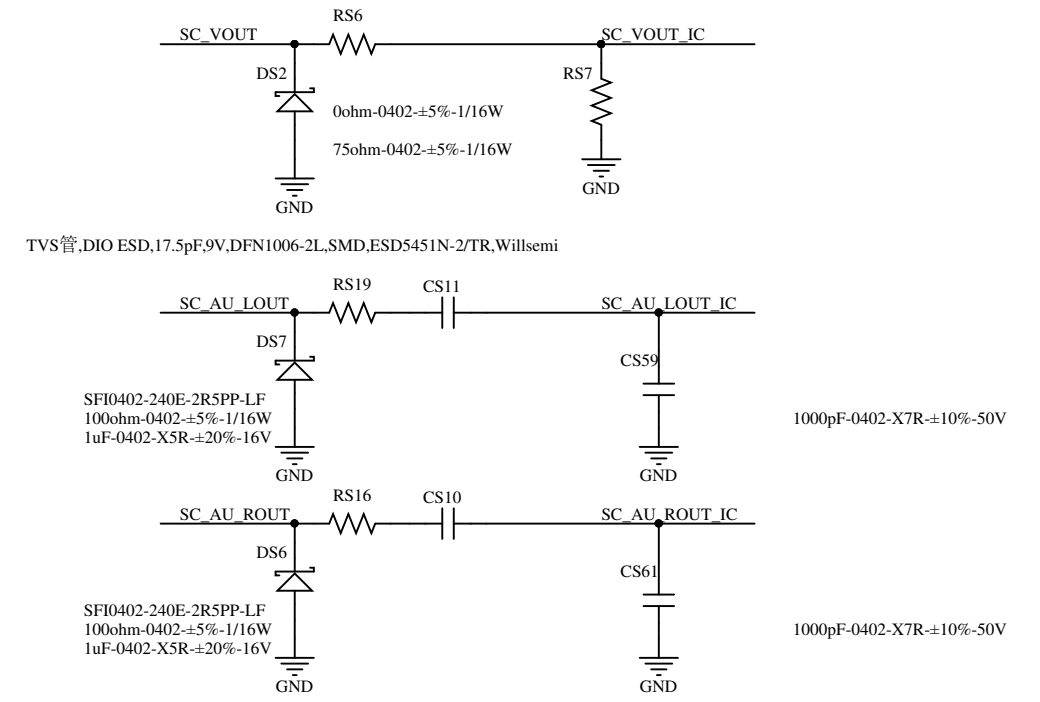 RS6
SC_VOUT
SC_VOUT_IC
DS2
RS7
0ohm-0402-±5%-1/16W
75ohm-0402-±5%-1/16W
GND
GND
TVS管,DIO ESD,17.5pF,9V,DFN1006-2L,SMD,ESD5451N-2/TR,Willsemi
RS19
CS11
SC_AU_LOUT
SC_AU_LOUT_IC
DS7
CS59
SFI0402-240E-2R5PP-LF
100ohm-0402-±5%-1/16W
1000pF-0402-X7R-±10%-50V
1uF-0402-X5R-±20%-16V
GND
GND
RS16
CS10
SC_AU_ROUT
SC_AU_ROUT_IC
DS6
CS61
SFI0402-240E-2R5PP-LF
100ohm-0402-±5%-1/16W
1000pF-0402-X7R-±10%-50V
1uF-0402-X5R-±20%-16V
GND
GND